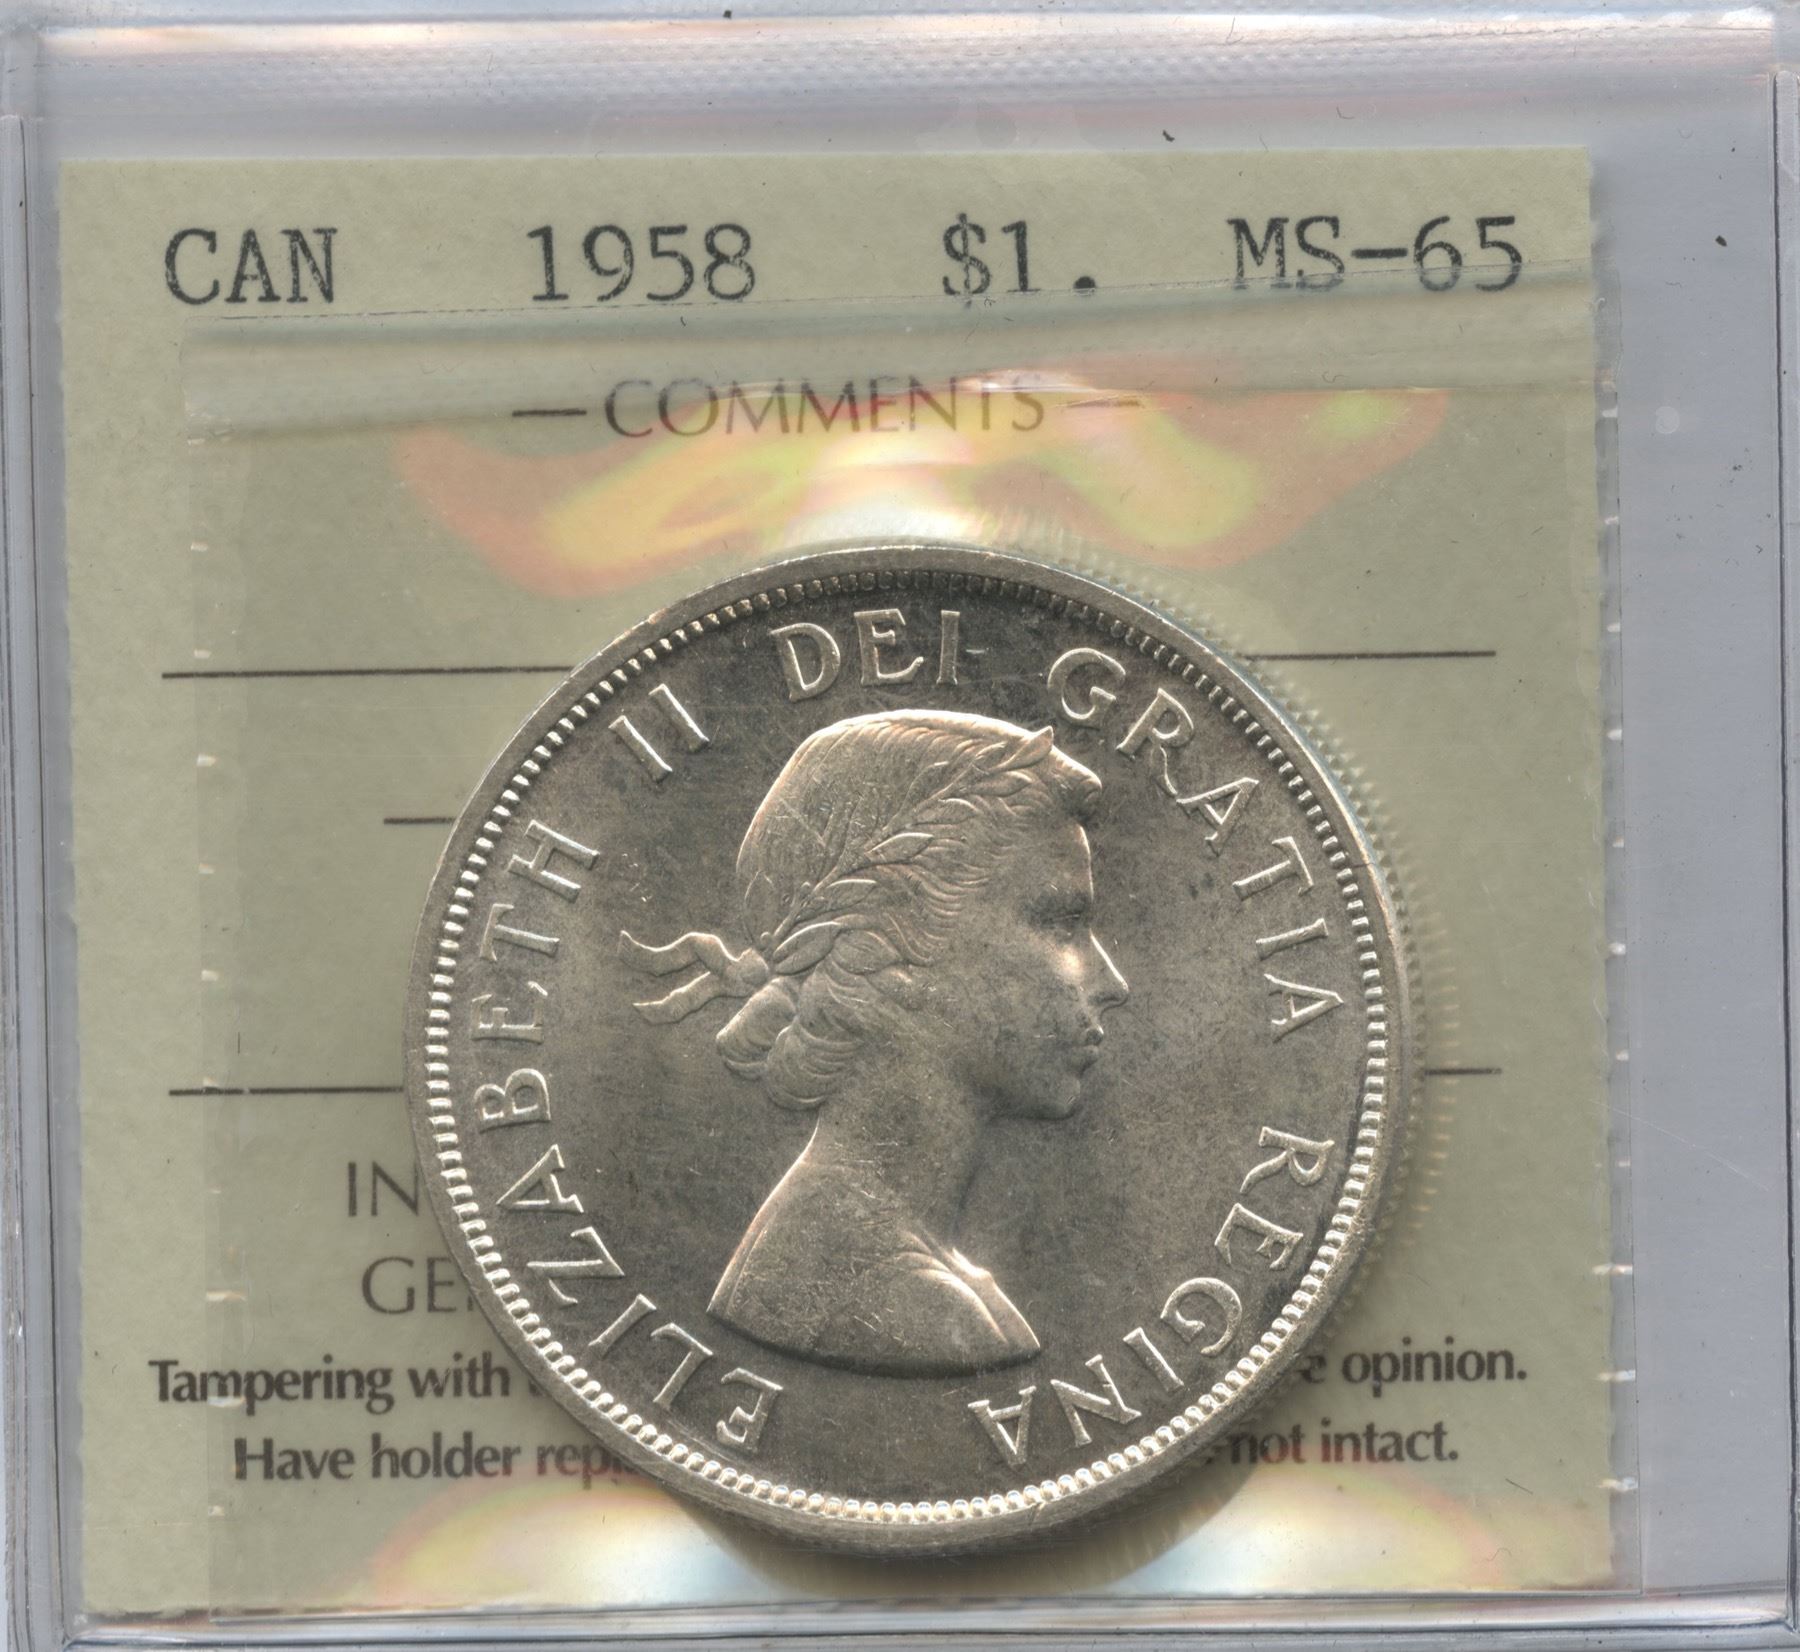 CAN 1958 $1. MS-65
— COMMENTS —
ELIZABETH II DEI GRATIA REGINA
IN
GE
Tampering with opinion.
Have holder not intact.